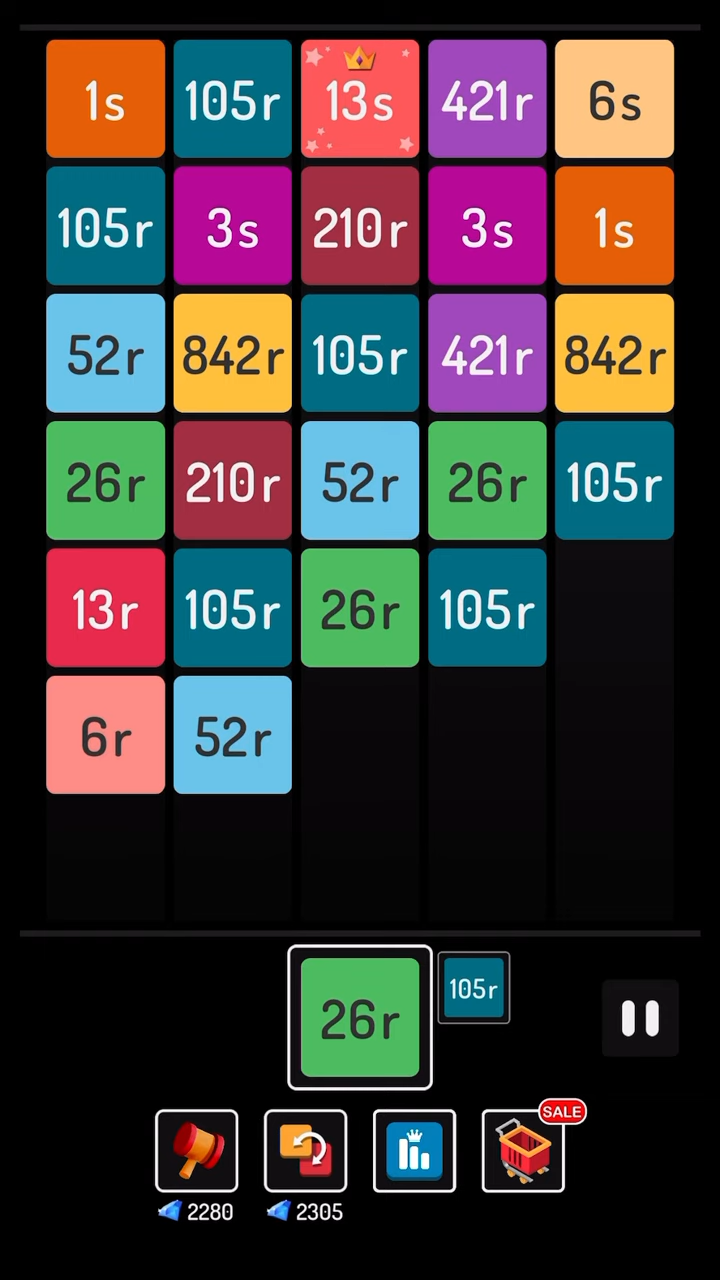 1s 105r 13s 421r 6s
105r 3s 210r 3s 1s
52r 842r 105r 421r 842r
26r 210r 52r 26r 105r
13r 105r 26r 105r
6r 52r
26r 105r
SALE
2280 2305